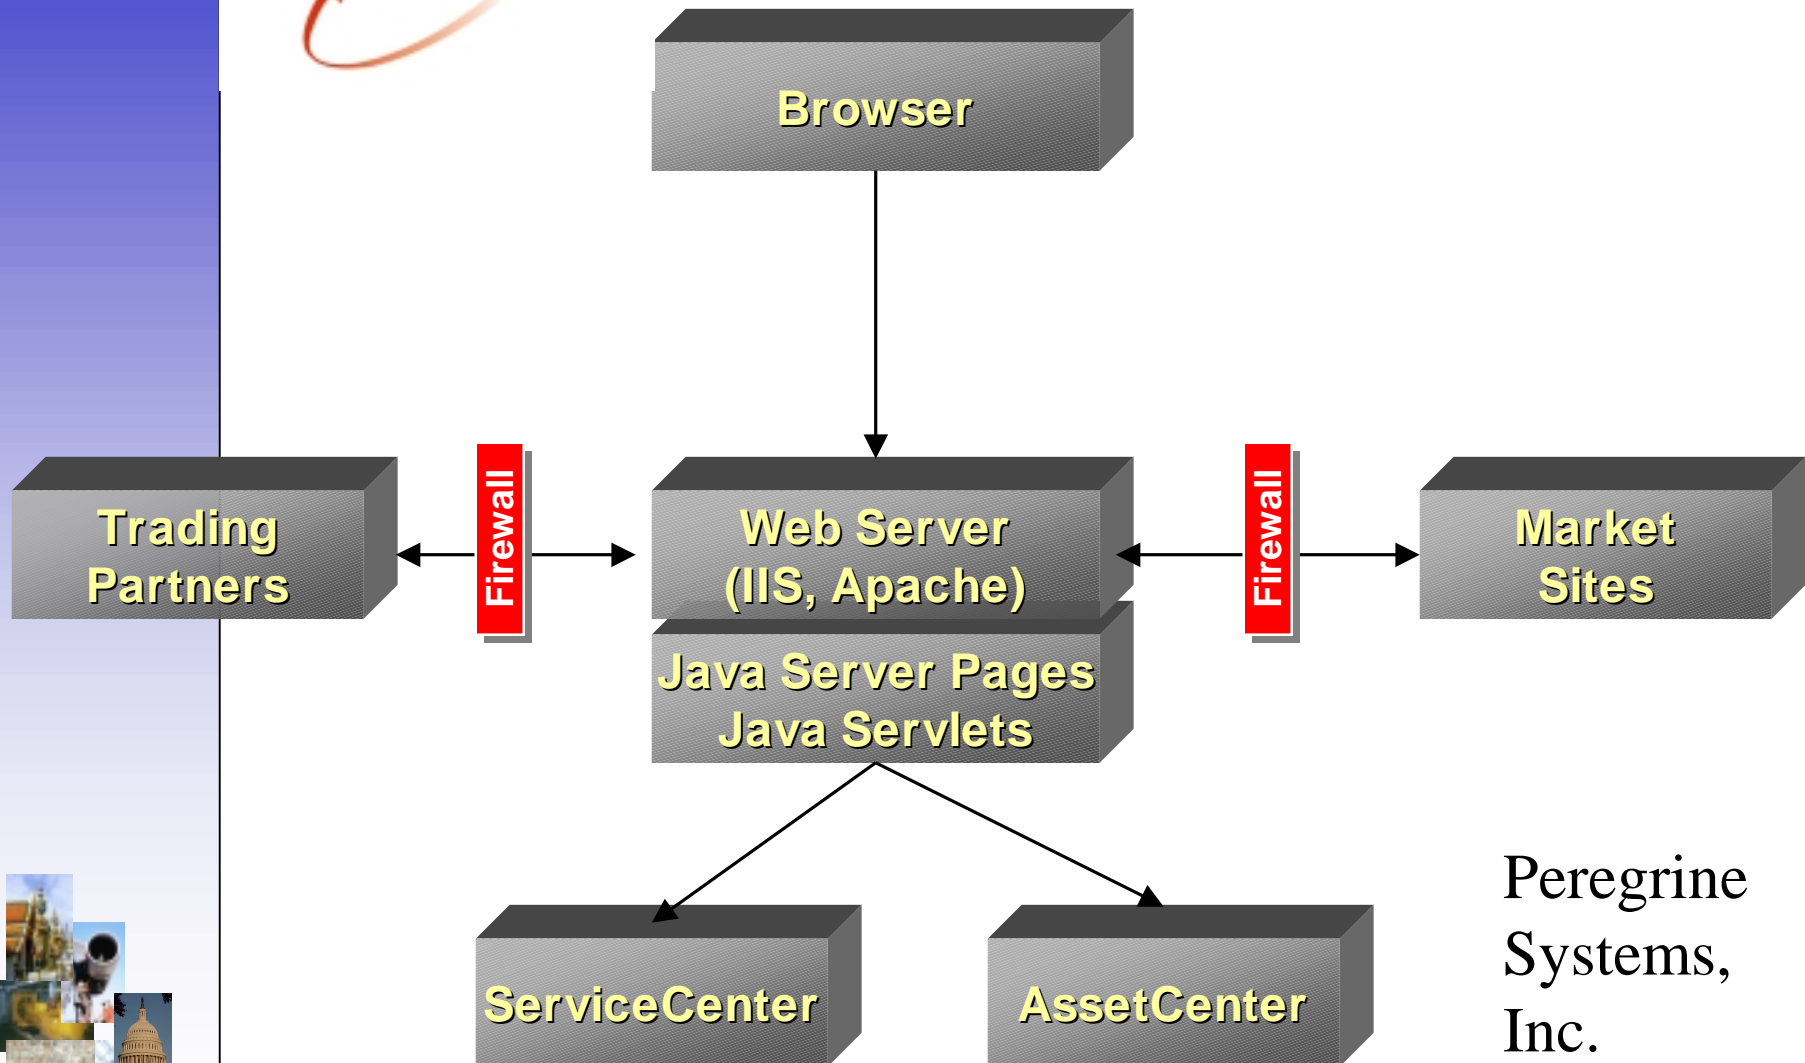 Browser
Trading
Partners
Firewall
Web Server
(IIS, Apache)
Firewall
Market
Sites
Java Server Pages
Java Servlets
ServiceCenter
AssetCenter
Peregrine
Systems,
Inc.